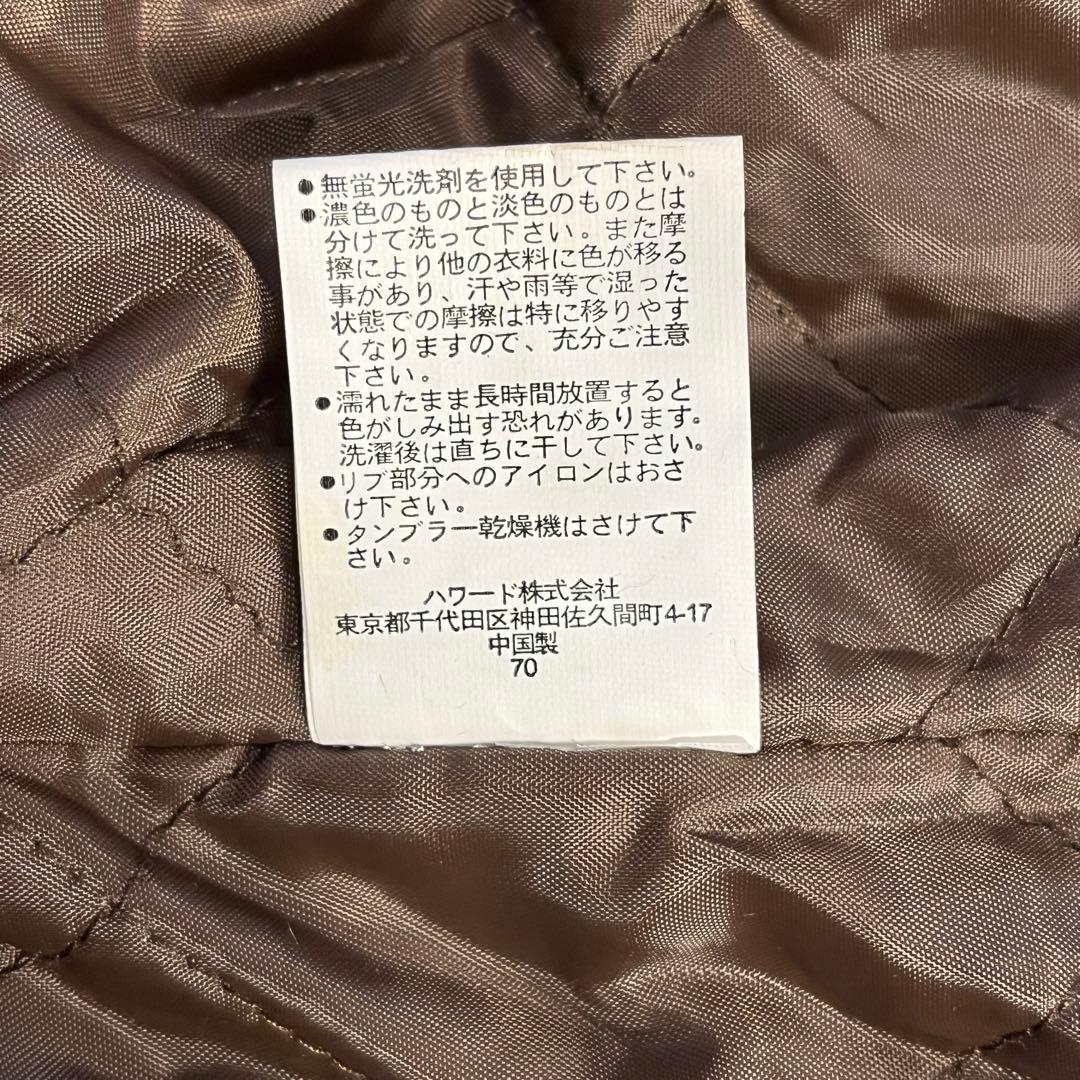 ●無蛍光洗剤を使用して下さい。
●濃色のものと淡色のものとは
分けて洗って下さい。また摩
擦により他の衣料に色が移る
事があり、汗や雨等で湿った
状態での摩擦は特に移りやす
くなりますので、充分ご注意
下さい。
●濡れたまま長時間放置すると
色がしみ出す恐れがあります。
洗濯後は直ちに干して下さい。
●リブ部分へのアイロンはおさ
け下さい。
●タンブラー乾燥機はさけて下
さい。
ハワード株式会社
東京都千代田区神田佐久間町4-17
中国製
70